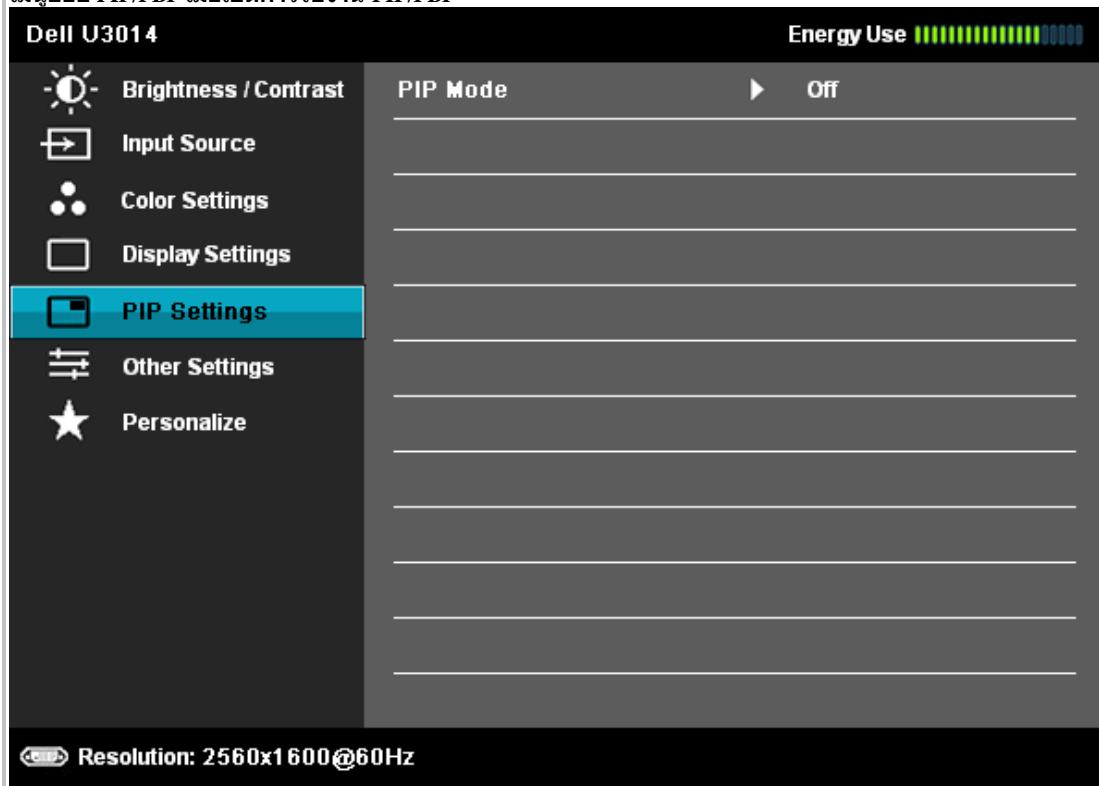 Dell U3014 Energy Use
Brightness / Contrast PIP Mode Off
Input Source
Color Settings
Display Settings
PIP Settings
Other Settings
Personalize
Resolution: 2560x1600@60Hz